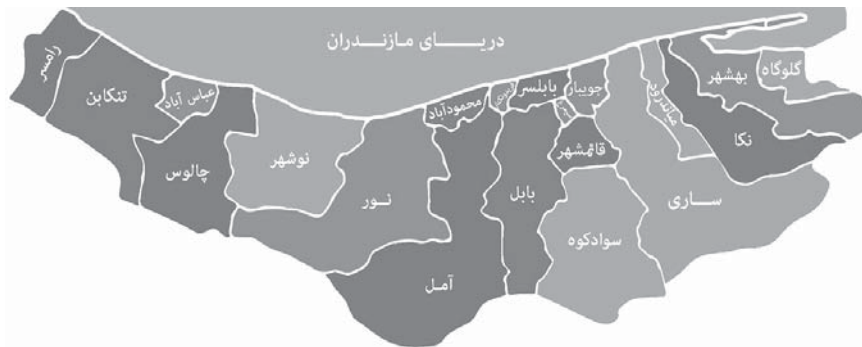 دریای مازندران
رامسر
تنکابن
عباس آباد
چالوس
نوشهر
نور
محمودآباد
آمل
بابلسر
بابل
جویبار
قائمشهر
سوادکوه
ساری
میاندورود
نکا
بهشهر
گلوگاه